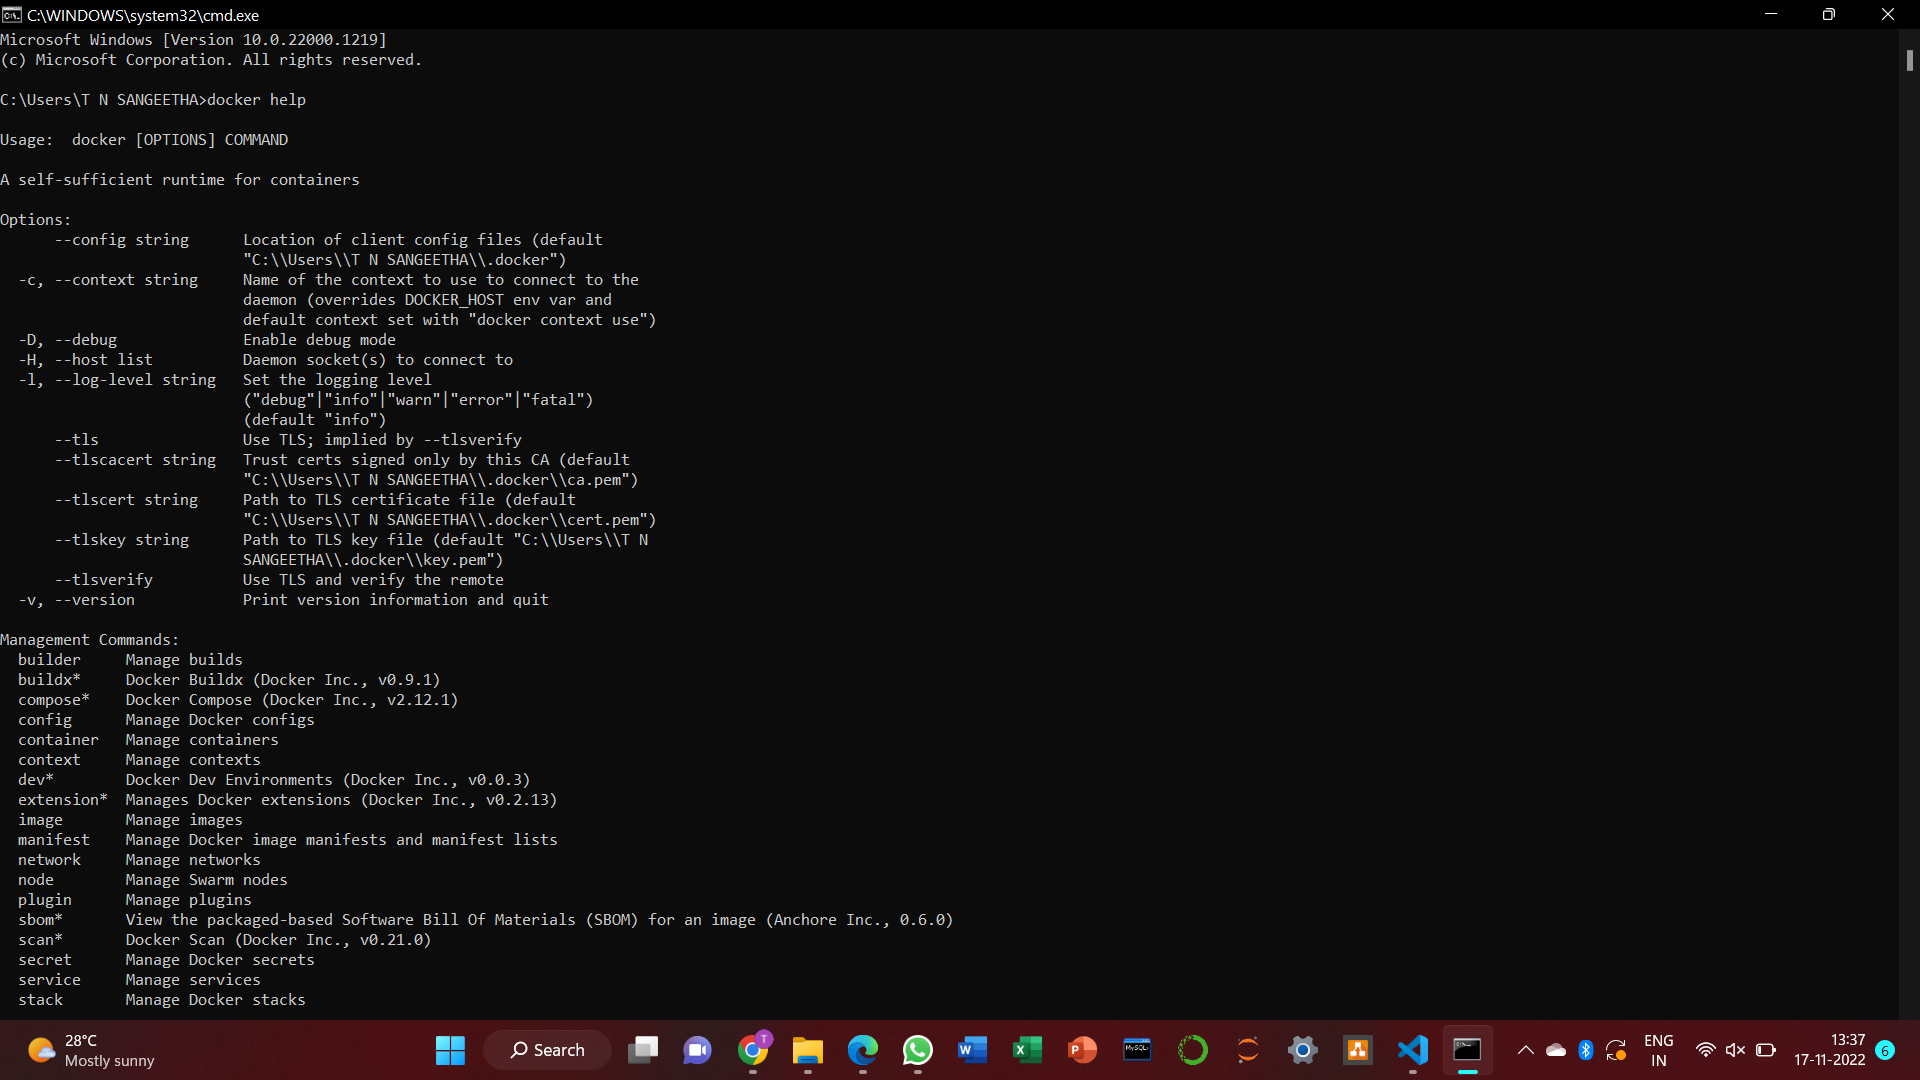 C:\WINDOWS\system32\cmd.exe
Microsoft Windows [Version 10.0.22000.1219]
(c) Microsoft Corporation. All rights reserved.
C:\Users\T N SANGEETHA>docker help
Usage:  docker [OPTIONS] COMMAND
A self-sufficient runtime for containers
Options:
      --config string      Location of client config files (default
                           "C:\\Users\\T N SANGEETHA\\.docker")
  -c, --context string     Name of the context to use to connect to the
                           daemon (overrides DOCKER_HOST env var and
                           default context set with "docker context use")
  -D, --debug              Enable debug mode
  -H, --host list          Daemon socket(s) to connect to
  -l, --log-level string   Set the logging level
                           ("debug"|"info"|"warn"|"error"|"fatal")
                           (default "info")
      --tls                Use TLS; implied by --tlsverify
      --tlscacert string   Trust certs signed only by this CA (default
                           "C:\\Users\\T N SANGEETHA\\.docker\\ca.pem")
      --tlscert string     Path to TLS certificate file (default
                           "C:\\Users\\T N SANGEETHA\\.docker\\cert.pem")
      --tlskey string      Path to TLS key file (default "C:\\Users\\T N
                           SANGEETHA\\.docker\\key.pem")
      --tlsverify          Use TLS and verify the remote
  -v, --version            Print version information and quit
Management Commands:
  builder     Manage builds
  buildx*     Docker Buildx (Docker Inc., v0.9.1)
  compose*    Docker Compose (Docker Inc., v2.12.1)
  config      Manage Docker configs
  container   Manage containers
  context     Manage contexts
  dev*        Docker Dev Environments (Docker Inc., v0.0.3)
  extension*  Manages Docker extensions (Docker Inc., v0.2.13)
  image       Manage images
  manifest    Manage Docker image manifests and manifest lists
  network     Manage networks
  node        Manage Swarm nodes
  plugin      Manage plugins
  sbom*       View the packaged-based Software Bill Of Materials (SBOM) for an image (Anchore Inc., 0.6.0)
  scan*       Docker Scan (Docker Inc., v0.21.0)
  secret      Manage Docker secrets
  service     Manage services
  stack       Manage Docker stacks
28°C
Mostly sunny
Search
T
W
X
P
MySQL
ENG
IN
13:37
17-11-2022
6